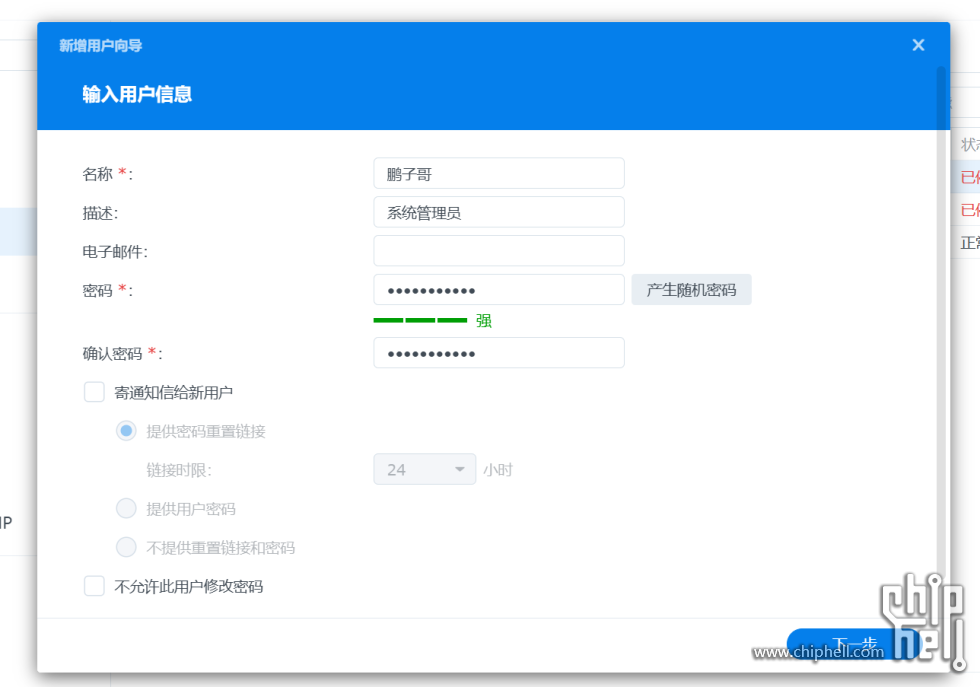 新增用户向导
输入用户信息
名称 *: 鹏子哥
描述: 系统管理员
电子邮件:
密码 *: ●●●●●●●●●●● 产生随机密码
强
确认密码 *: ●●●●●●●●●●●
寄通知信给新用户
提供密码重置链接
链接时限: 24 小时
提供用户密码
不提供重置链接和密码
不允许此用户修改密码
下一步
IP
chip
hell
www.chiphell.com